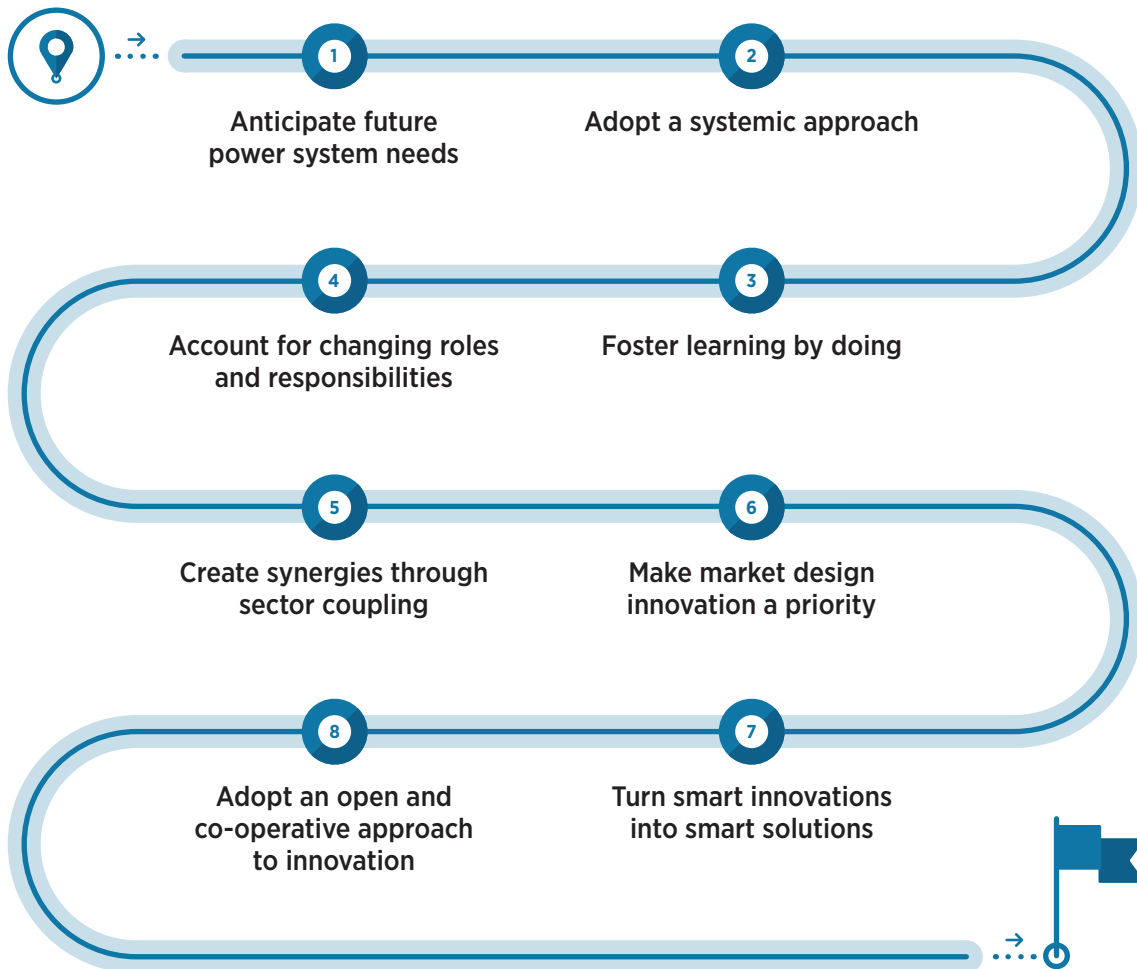 1
Anticipate future
power system needs
2
Adopt a systemic approach
3
Foster learning by doing
4
Account for changing roles
and responsibilities
5
Create synergies through
sector coupling
6
Make market design
innovation a priority
7
Turn smart innovations
into smart solutions
8
Adopt an open and
co-operative approach
to innovation